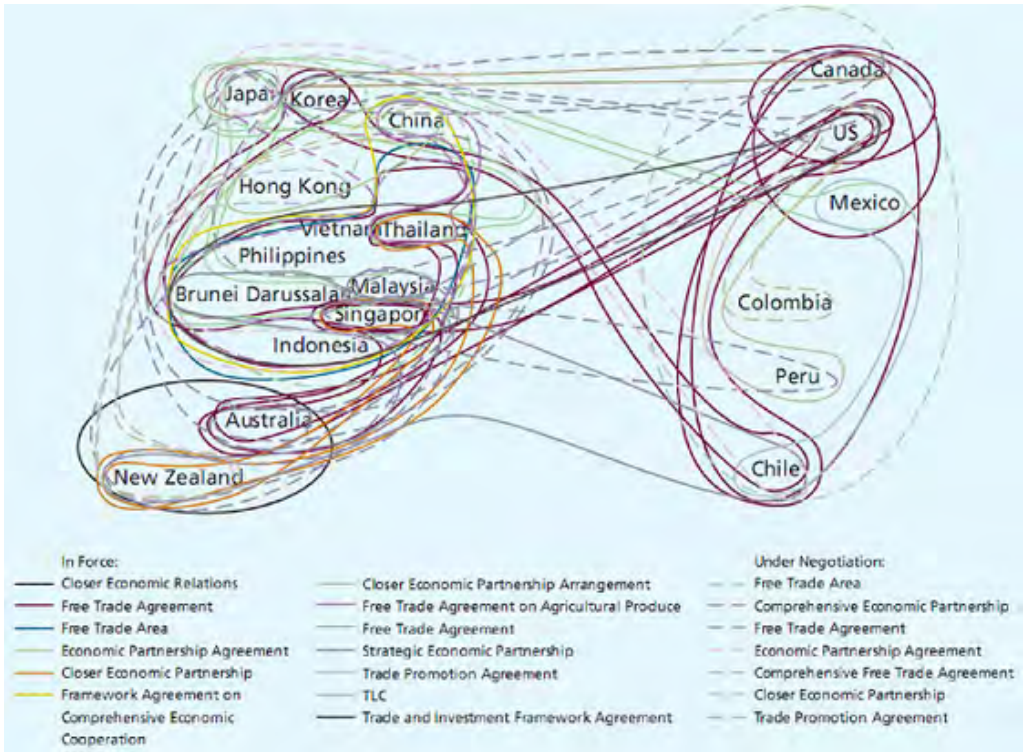 Japa
Korea
China
Canada
US
Hong Kong
Mexico
Vietnam
Thailand
Philippines
Malaysia
Brunei Darussala
Singapor
Indonesia
Colombia
Peru
Australia
New Zealand
Chile
In Force:
Closer Economic Relations
Free Trade Agreement
Free Trade Area
Economic Partnership Agreement
Closer Economic Partnership
Framework Agreement on
Comprehensive Economic
Cooperation
Closer Economic Partnership Arrangement
Free Trade Agreement on Agricultural Produce
Free Trade Agreement
Strategic Economic Partnership
Trade Promotion Agreement
TLC
Trade and Investment Framework Agreement
Under Negotiation:
Free Trade Area
Comprehensive Economic Partnership
Free Trade Agreement
Economic Partnership Agreement
Comprehensive Free Trade Agreement
Closer Economic Partnership
Trade Promotion Agreement